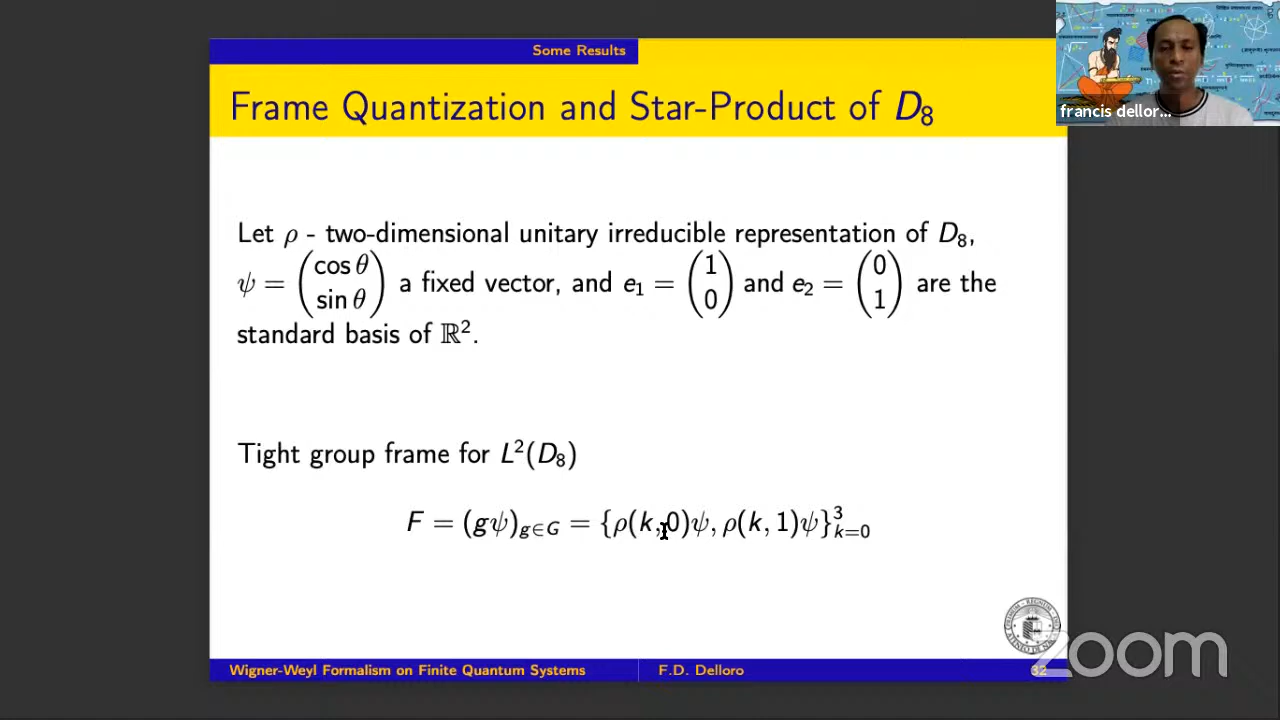 Some Results
Frame Quantization and Star-Product of D₈
francis dellor...
Let ρ - two-dimensional unitary irreducible representation of D₈,
ψ = (cos θ sin θ) a fixed vector, and e₁ = (1 0) and e₂ = (0 1) are the
standard basis of ℝ².
Tight group frame for L²(D₈)
F = (gψ)_{g∈G} = {ρ(k, 0)ψ, ρ(k, 1)ψ}³_{k=0}
Wigner-Weyl Formalism on Finite Quantum Systems
F.D. Delloro
32
zoom